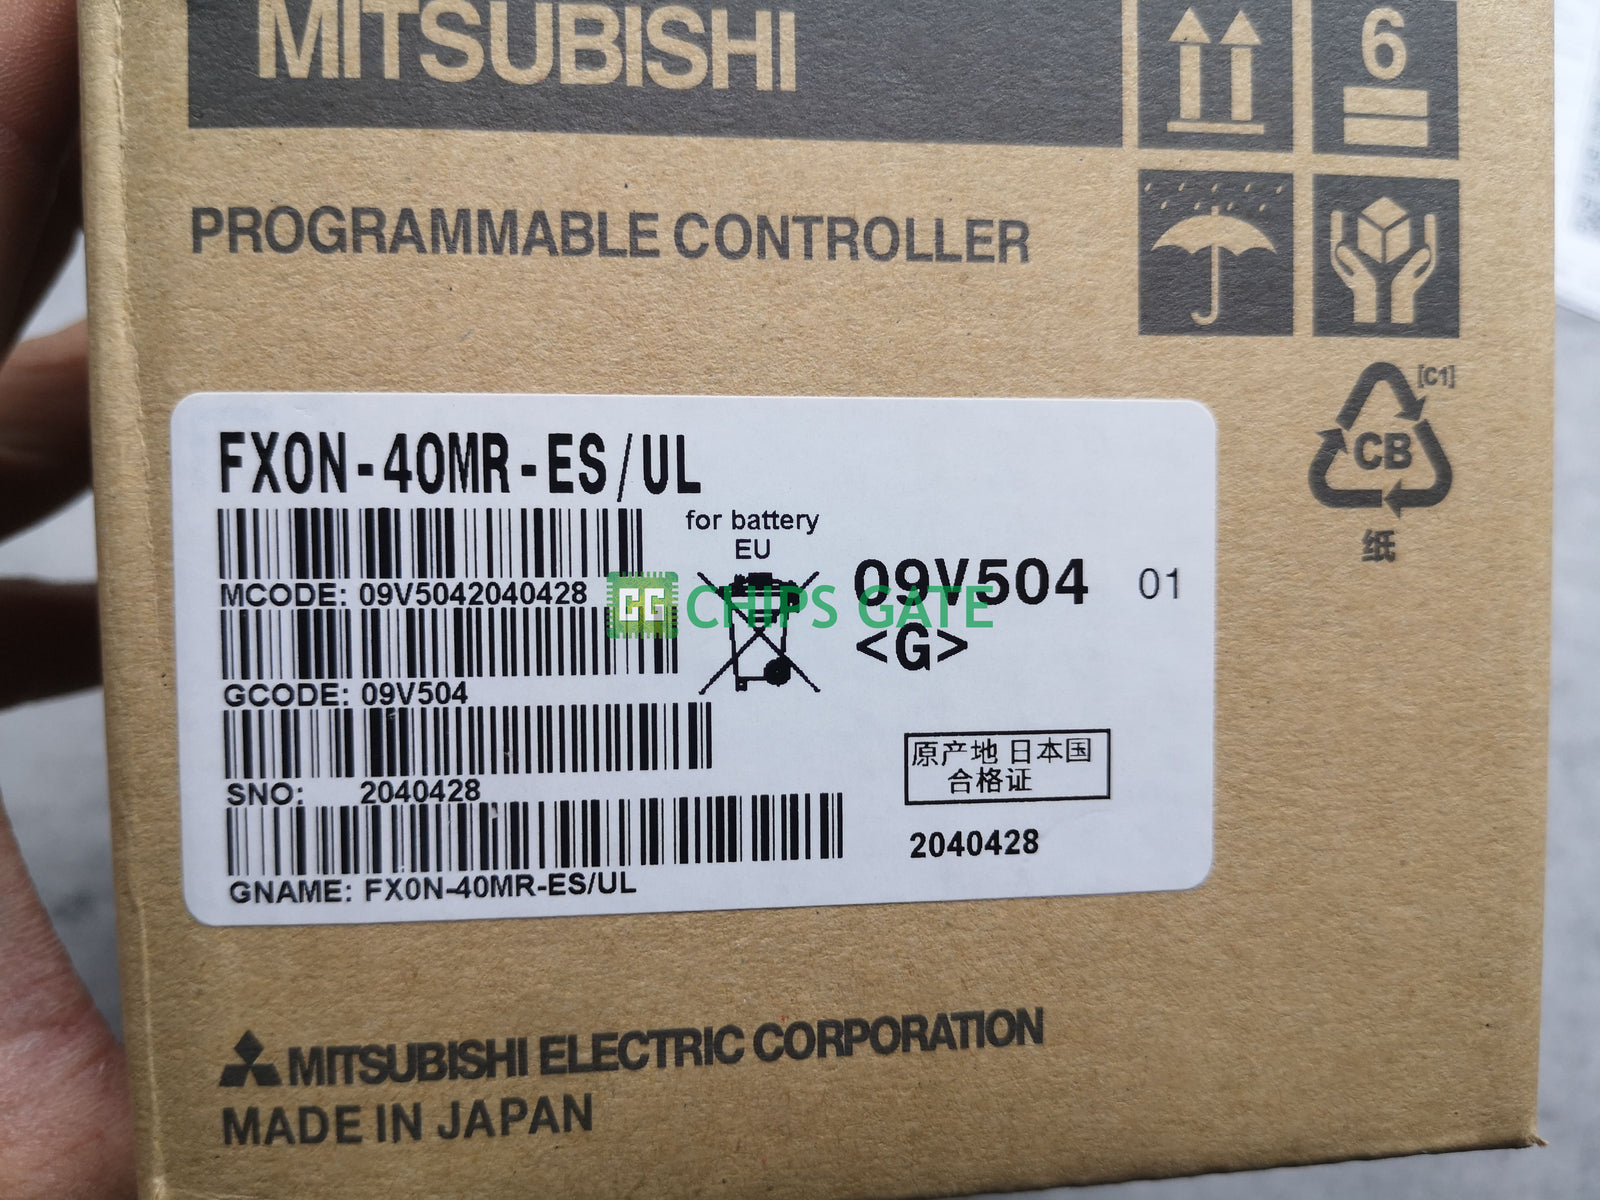 MITSUBISHI
6
PROGRAMMABLE CONTROLLER
[C1]
CB
纸
FX0N-40MR-ES/UL
for battery
EU
MCODE: 09V5042040428
CG CHIPS GATE
09V504 01
<G>
GCODE: 09V504
SNO: 2040428
原产地 日本国
合格证
2040428
GNAME: FX0N-40MR-ES/UL
MITSUBISHI ELECTRIC CORPORATION
MADE IN JAPAN